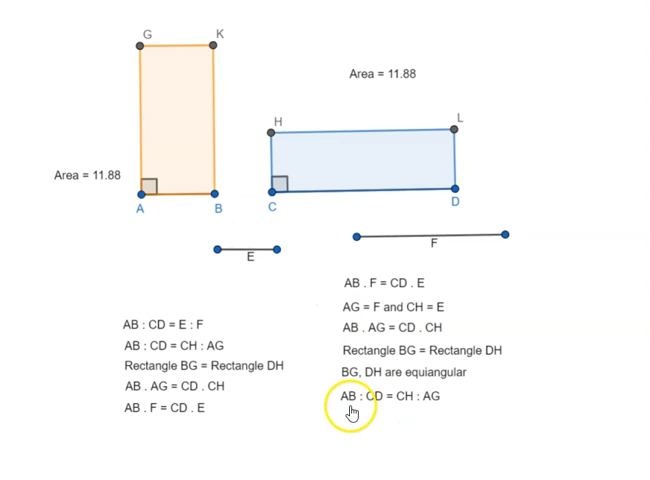 G
K
Area = 11.88
H
L
Area = 11.88
A
B
C
D
E
F
AB : CD = E : F
AB : CD = CH : AG
Rectangle BG = Rectangle DH
AB . AG = CD . CH
AB . F = CD . E
AB . F = CD . E
AG = F and CH = E
AB . AG = CD . CH
Rectangle BG = Rectangle DH
BG, DH are equiangular
AB : CD = CH : AG